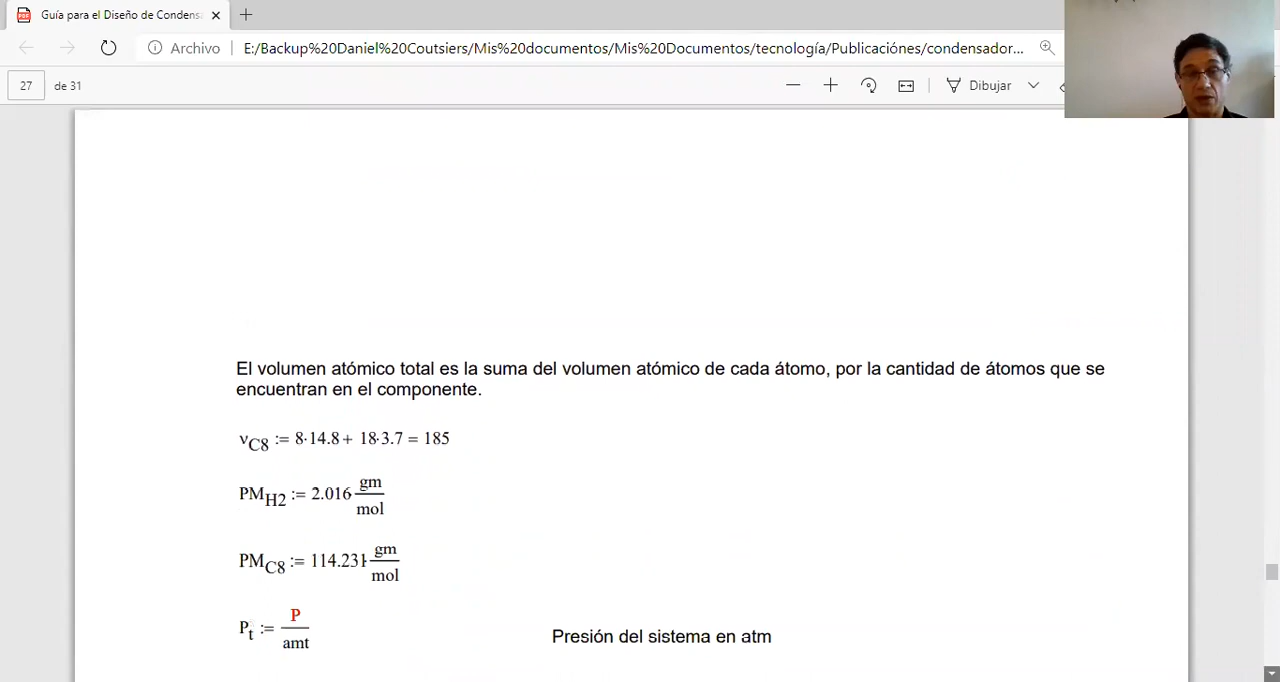 Guía para el Diseño de Condens
Archivo E:/Backup%20Daniel%20Coutsiers/Mis%20documentos/Mis%20Documentos/tecnología/Publicaciónes/condensador...
27 de 31 Dibujar
El volumen atómico total es la suma del volumen atómico de cada átomo, por la cantidad de átomos que se
encuentran en el componente.
νC8 := 8·14.8 + 18·3.7 = 185
PMH2 := 2.016 gm/mol
PMC8 := 114.231 gm/mol
Pt := P/amt Presión del sistema en atm